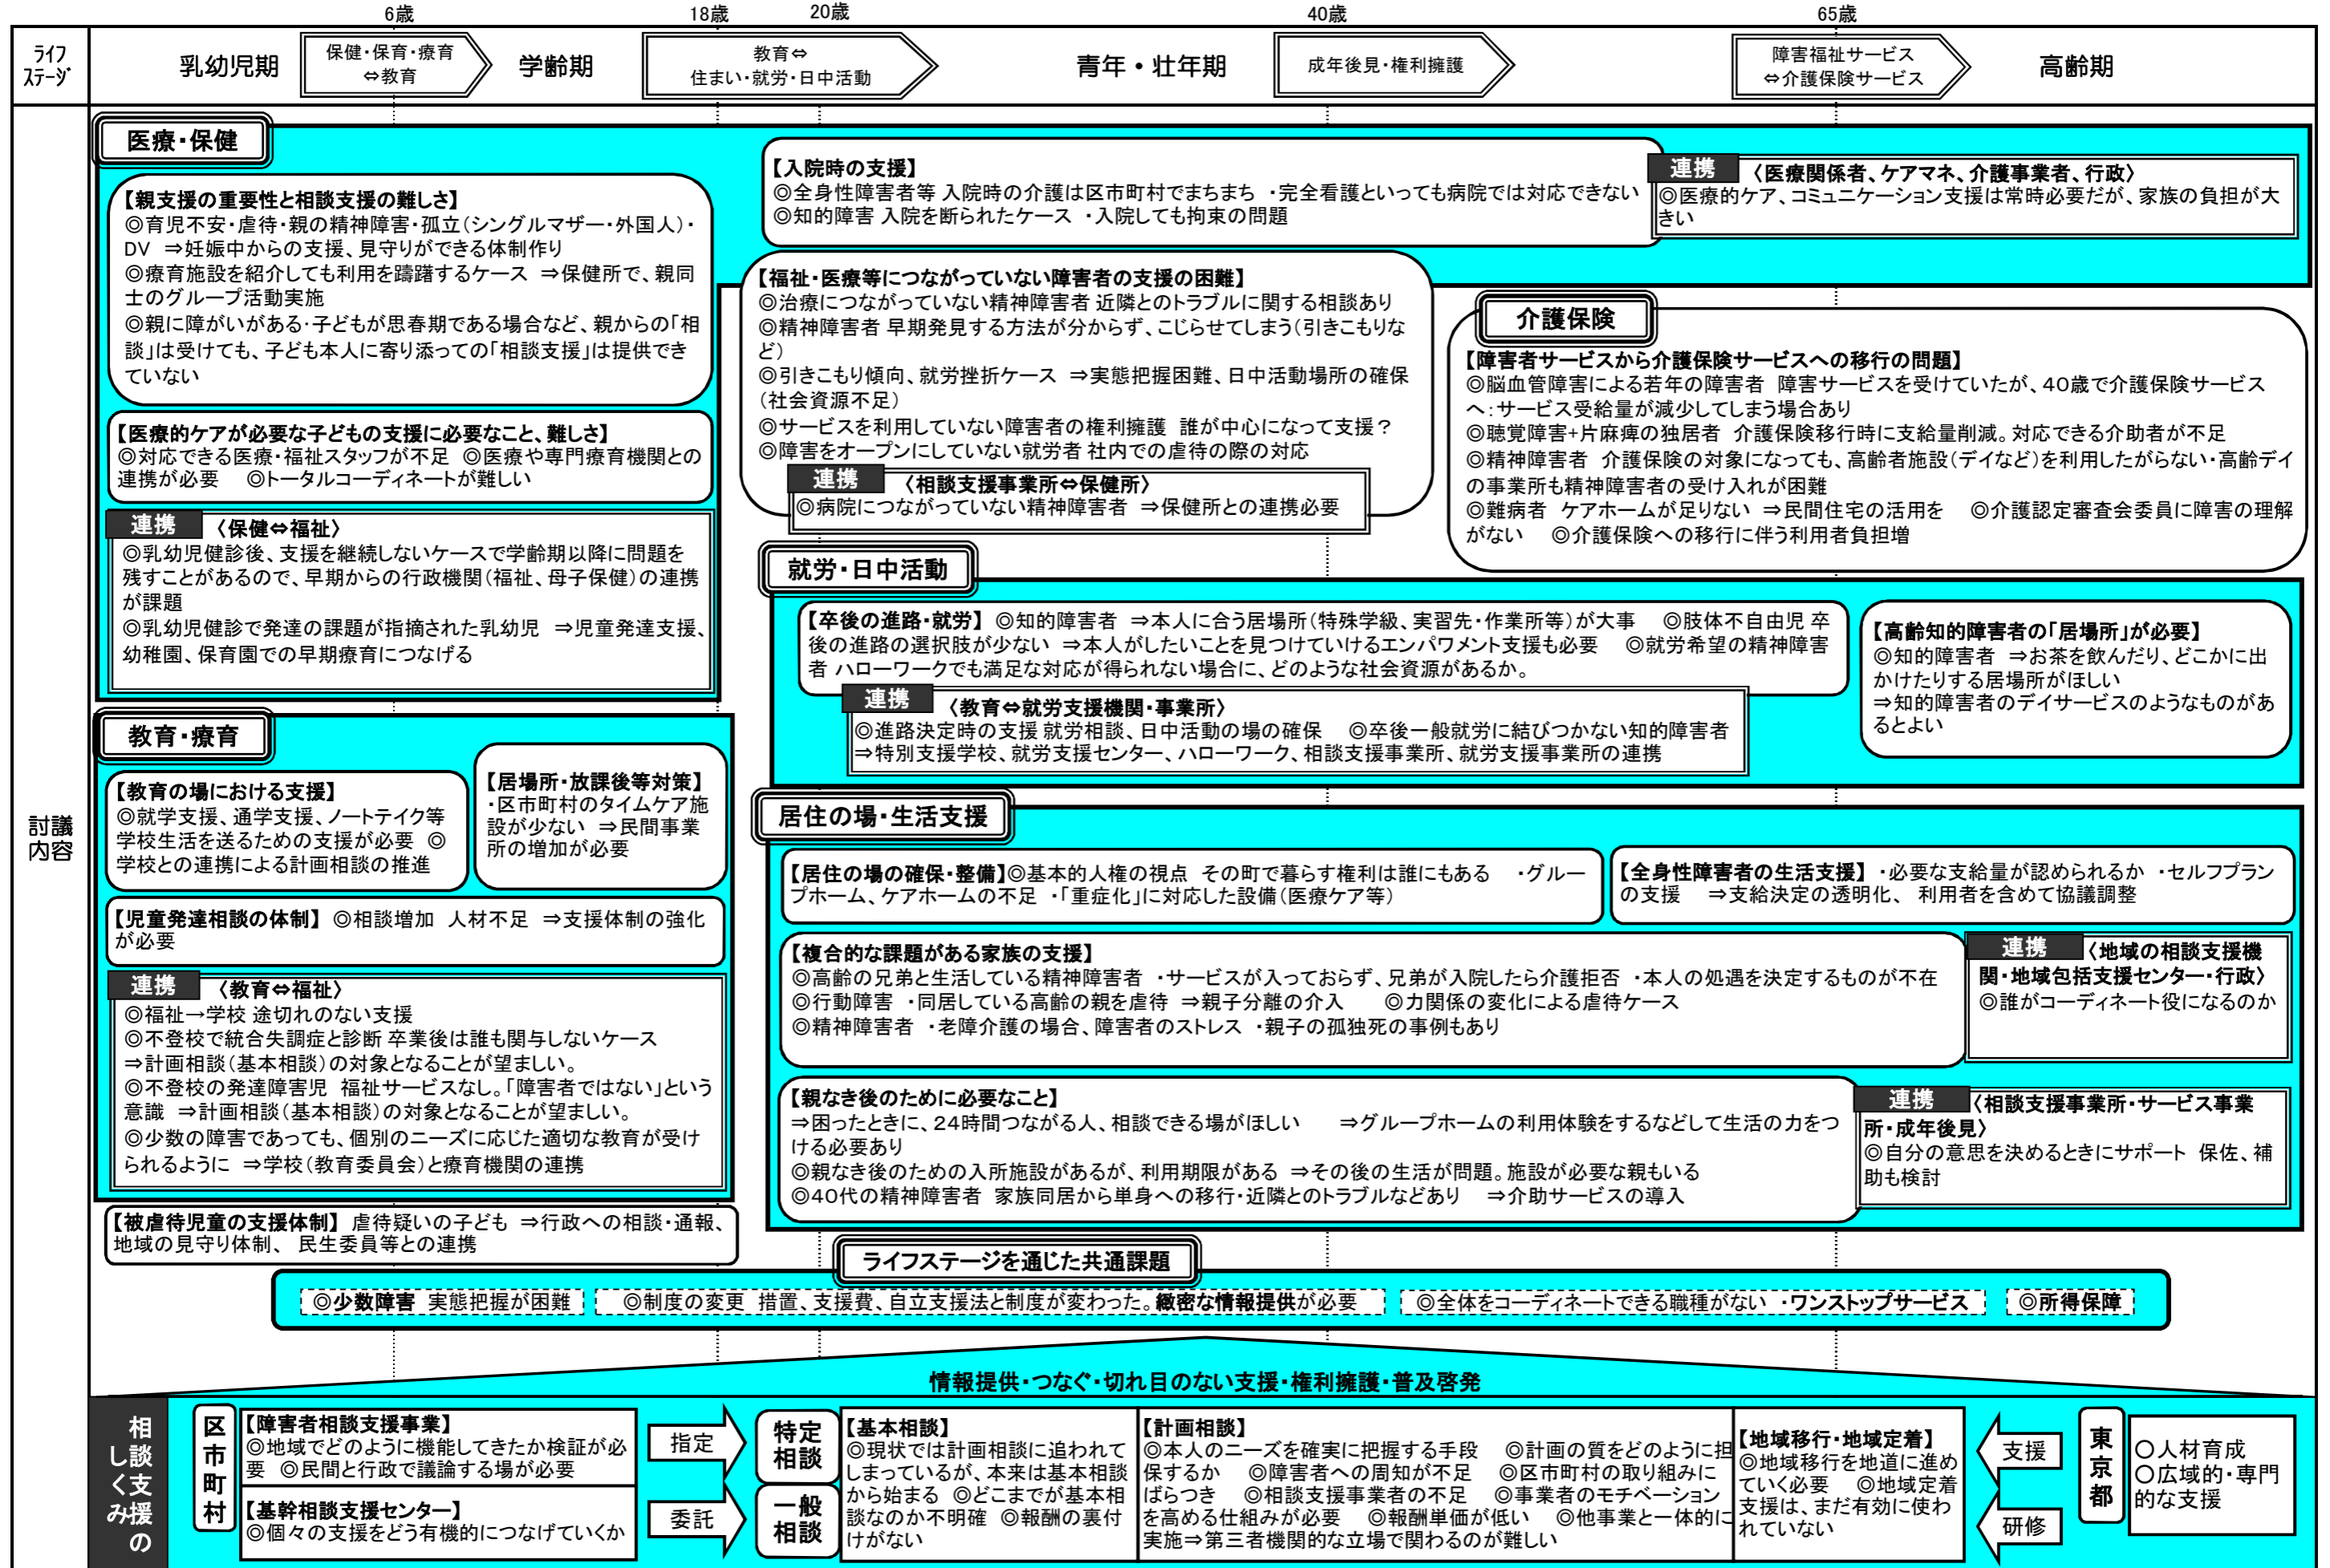 6歳
18歳
20歳
40歳
65歳
ライフ
ステージ
乳幼児期
保健・保育・療育
⇔教育
学齢期
教育⇔
住まい・就労・日中活動
青年・壮年期
成年後見・権利擁護
障害福祉サービス
⇔介護保険サービス
高齢期
討議
内容
医療・保健
【親支援の重要性と相談支援の難しさ】
◎育児不安・虐待・親の精神障害・孤立(シングルマザー・外国人)・
DV ⇒妊娠中からの支援、見守りができる体制作り
◎療育施設を紹介しても利用を躊躇するケース ⇒保健所で、親同
士のグループ活動実施
◎親に障がいがある・子どもが思春期である場合など、親からの「相
談」は受けても、子ども本人に寄り添っての「相談支援」は提供でき
ていない
【医療的ケアが必要な子どもの支援に必要なこと、難しさ】
◎対応できる医療・福祉スタッフが不足 ◎医療や専門療育機関との
連携が必要 ◎トータルコーディネートが難しい
連携 〈保健⇔福祉〉
◎乳幼児健診後、支援を継続しないケースで学齢期以降に問題を
残すことがあるので、早期からの行政機関(福祉、母子保健)の連携
が課題
◎乳幼児健診で発達の課題が指摘された乳幼児 ⇒児童発達支援、
幼稚園、保育園での早期療育につなげる
【入院時の支援】
◎全身性障害者等 入院時の介護は区市町村でまちまち ・完全看護といっても病院では対応できない
◎知的障害 入院を断られたケース ・入院しても拘束の問題
連携 〈医療関係者、ケアマネ、介護事業者、行政〉
◎医療的ケア、コミュニケーション支援は常時必要だが、家族の負担が大
きい
【福祉・医療等につながっていない障害者の支援の困難】
◎治療につながっていない精神障害者 近隣とのトラブルに関する相談あり
◎精神障害者 早期発見する方法が分からず、こじらせてしまう(引きこもりな
ど)
◎引きこもり傾向、就労挫折ケース ⇒実態把握困難、日中活動場所の確保
(社会資源不足)
◎サービスを利用していない障害者の権利擁護 誰が中心になって支援?
◎障害をオープンにしていない就労者 社内での虐待の際の対応
連携 〈相談支援事業所⇔保健所〉
◎病院につながっていない精神障害者 ⇒保健所との連携必要
介護保険
【障害者サービスから介護保険サービスへの移行の問題】
◎脳血管障害による若年の障害者 障害サービスを受けていたが、40歳で介護保険サービス
へ:サービス受給量が減少してしまう場合あり
◎聴覚障害+片麻痺の独居者 介護保険移行時に支給量削減。対応できる介助者が不足
◎精神障害者 介護保険の対象になっても、高齢者施設(デイなど)を利用したがらない・高齢デイ
の事業所も精神障害者の受け入れが困難
◎難病者 ケアホームが足りない ⇒民間住宅の活用を ◎介護認定審査会委員に障害の理解
がない ◎介護保険への移行に伴う利用者負担増
就労・日中活動
【卒後の進路・就労】 ◎知的障害者 ⇒本人に合う居場所(特殊学級、実習先・作業所等)が大事 ◎肢体不自由児 卒
後の進路の選択肢が少ない ⇒本人がしたいことを見つけていけるエンパワメント支援も必要 ◎就労希望の精神障害
者 ハローワークでも満足な対応が得られない場合に、どのような社会資源があるか。
連携 〈教育⇔就労支援機関・事業所〉
◎進路決定時の支援 就労相談、日中活動の場の確保 ◎卒後一般就労に結びつかない知的障害者
⇒特別支援学校、就労支援センター、ハローワーク、相談支援事業所、就労支援事業所の連携
【高齢知的障害者の「居場所」が必要】
◎知的障害者 ⇒お茶を飲んだり、どこかに出
かけたりする居場所がほしい
⇒知的障害者のデイサービスのようなものがあ
るとよい
教育・療育
【教育の場における支援】
◎就学支援、通学支援、ノートテイク等
学校生活を送るための支援が必要 ◎
学校との連携による計画相談の推進
【居場所・放課後等対策】
・区市町村のタイムケア施
設が少ない ⇒民間事業
所の増加が必要
【児童発達相談の体制】 ◎相談増加 人材不足 ⇒支援体制の強化
が必要
連携 〈教育⇔福祉〉
◎福祉→学校 途切れのない支援
◎不登校で統合失調症と診断 卒業後は誰も関与しないケース
⇒計画相談(基本相談)の対象となることが望ましい。
◎不登校の発達障害児 福祉サービスなし。「障害者ではない」という
意識 ⇒計画相談(基本相談)の対象となることが望ましい。
◎少数の障害であっても、個別のニーズに応じた適切な教育が受け
られるように ⇒学校(教育委員会)と療育機関の連携
【被虐待児童の支援体制】 虐待疑いの子ども ⇒行政への相談・通報、
地域の見守り体制、 民生委員等との連携
居住の場・生活支援
【居住の場の確保・整備】◎基本的人権の視点 その町で暮らす権利は誰にもある ・グルー
プホーム、ケアホームの不足 ・「重症化」に対応した設備(医療ケア等)
【全身性障害者の生活支援】 ・必要な支給量が認められるか ・セルフプラン
の支援 ⇒支給決定の透明化、 利用者を含めて協議調整
【複合的な課題がある家族の支援】
◎高齢の兄弟と生活している精神障害者 ・サービスが入っておらず、兄弟が入院したら介護拒否 ・本人の処遇を決定するものが不在
◎行動障害 ・同居している高齢の親を虐待 ⇒親子分離の介入 ◎力関係の変化による虐待ケース
◎精神障害者 ・老障介護の場合、障害者のストレス ・親子の孤独死の事例もあり
連携 〈地域の相談支援機
関・地域包括支援センター・行政〉
◎誰がコーディネート役になるのか
【親なき後のために必要なこと】
⇒困ったときに、24時間つながる人、相談できる場がほしい ⇒グループホームの利用体験をするなどして生活の力をつ
ける必要あり
◎親なき後のための入所施設があるが、利用期限がある ⇒その後の生活が問題。施設が必要な親もいる
◎40代の精神障害者 家族同居から単身への移行・近隣とのトラブルなどあり ⇒介助サービスの導入
連携 〈相談支援事業所・サービス事業
所・成年後見〉
◎自分の意思を決めるときにサポート 保佐、補
助も検討
ライフステージを通じた共通課題
◎少数障害 実態把握が困難
◎制度の変更 措置、支援費、自立支援法と制度が変わった。緻密な情報提供が必要
◎全体をコーディネートできる職種がない ・ワンストップサービス
◎所得保障
情報提供・つなぐ・切れ目のない支援・権利擁護・普及啓発
相談支援の
しくみ
区市町村
【障害者相談支援事業】
◎地域でどのように機能してきたか検証が必
要 ◎民間と行政で議論する場が必要
【基幹相談支援センター】
◎個々の支援をどう有機的につなげていくか
指定
委託
特定
相談
一般
相談
【基本相談】
◎現状では計画相談に追われて
しまっているが、本来は基本相談
から始まる ◎どこまでが基本相
談なのか不明確 ◎報酬の裏付
けがない
【計画相談】
◎本人のニーズを確実に把握する手段 ◎計画の質をどのように担
保するか ◎障害者への周知が不足 ◎区市町村の取り組みに
ばらつき ◎相談支援事業者の不足 ◎事業者のモチベーション
を高める仕組みが必要 ◎報酬単価が低い ◎他事業と一体的に
実施⇒第三者機関的な立場で関わるのが難しい
【地域移行・地域定着】
◎地域移行を地道に進め
ていく必要 ◎地域定着
支援は、まだ有効に使わ
れていない
支援
研修
東京都
○人材育成
○広域的・専門
的な支援